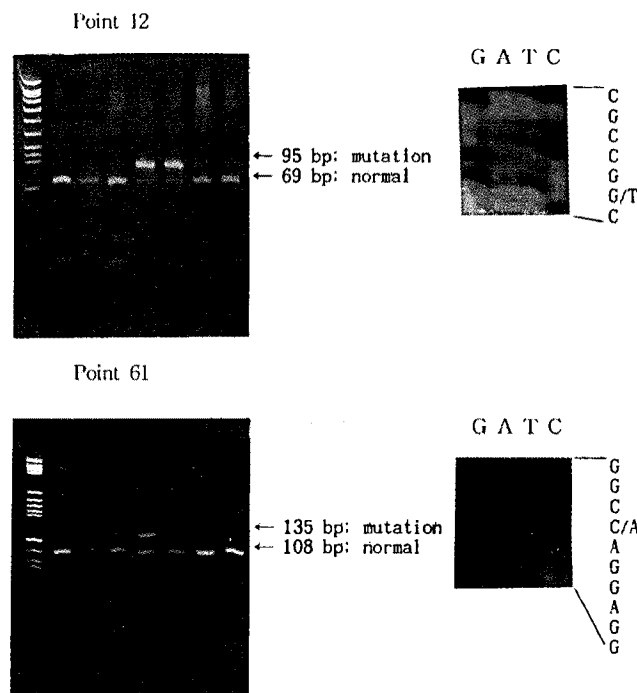 Point 12
G A T C
← 95 bp: mutation
← 69 bp: normal
C
G
C
C
G
G/T
C
Point 61
G A T C
← 135 bp: mutation
← 108 bp: normal
G
G
C
C/A
A
G
G
A
G
G